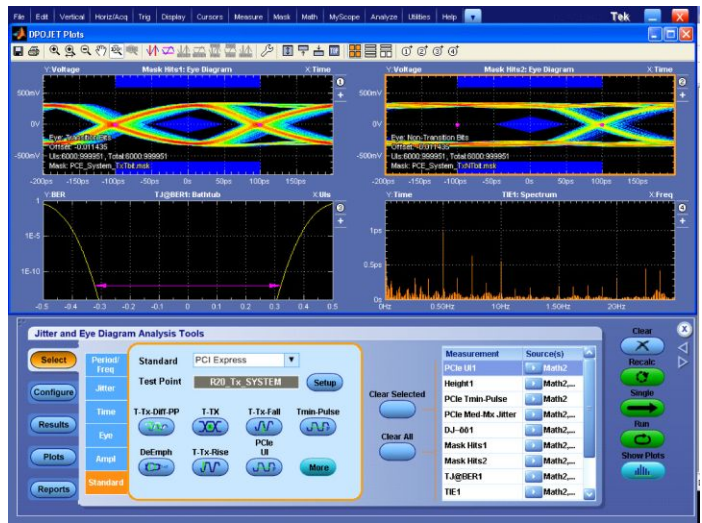 File Edit Vertical Horiz/Acq Trig Display Cursors Measure Mask Math MyScope Analyze Utilities Help Tek
DPOJET Plots
Y:Voltage Mask Hits1: Eye Diagram X:Time
500mV
0V
-500mV
Eye: Transition Bits
Offset: -0.011435
UIs:6000:999951, Total:6000:999951
Mask: PCE_System_TxTbit.msk
-200ps -150ps -100ps -50ps 0s 50ps 100ps 150ps
1
Y:Voltage Mask Hits2: Eye Diagram X:Time
500mV
0V
-500mV
Eye: Non-Transition Bits
Offset: -0.011435
UIs:6000:999951, Total:6000:999951
Mask: PCE_System_TxNTbit.msk
-200ps -150ps -100ps -50ps 0s 50ps 100ps 150ps
2
Y:BER TJ@BER1: Bathtub X:UIs
1
1E-5
1E-10
-0.5 -0.4 -0.3 -0.2 -0.1 0 0.1 0.2 0.3 0.4 0.5
3
Y:Time TIE1: Spectrum X:Freq
1ps
0.5ps
0s
0Hz 0.5GHz 1GHz 1.5GHz 2GHz
4
Jitter and Eye Diagram Analysis Tools
Select
Configure
Results
Plots
Reports
Period/
Freq
Jitter
Time
Eye
Ampl
Standard
Standard PCI Express
Test Point R20_Tx_SYSTEM Setup
T-Tx-Diff-PP T-TX T-Tx-Fall Tmin-Pulse
DeEmph T-Tx-Rise PCIe
UI
More
Clear Selected
Clear All
Measurement Source(s)
PCIe UI1 Math2
Height1 Math2,...
PCIe Tmin-Pulse Math2,...
PCIe Med-Mx Jitter Math2,...
DJ-δδ1 Math2,...
Mask Hits1 Math2,...
Mask Hits2 Math2,...
TJ@BER1 Math2,...
TIE1 Math2,...
Clear
Recalc
Single
Run
Show Plots